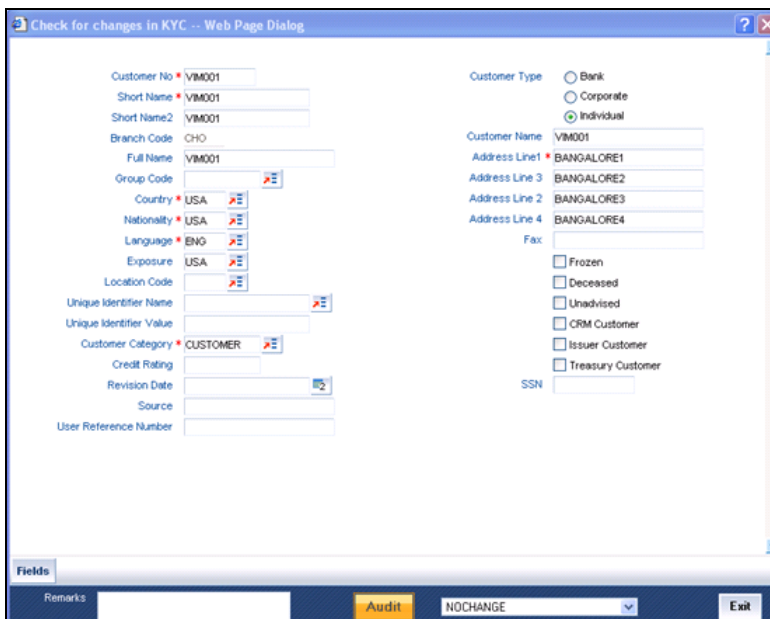 Check for changes in KYC -- Web Page Dialog
Customer No * VIM001
Short Name * VIM001
Short Name2 VIM001
Branch Code CHO
Full Name VIM001
Group Code
Country * USA
Nationality * USA
Language * ENG
Exposure USA
Location Code
Unique Identifier Name
Unique Identifier Value
Customer Category * CUSTOMER
Credit Rating
Revision Date
Source
User Reference Number
Customer Type Bank
Corporate
Individual
Customer Name VIM001
Address Line1 * BANGALORE1
Address Line 3 BANGALORE2
Address Line 2 BANGALORE3
Address Line 4 BANGALORE4
Fax
Frozen
Deceased
Unadvised
CRM Customer
Issuer Customer
Treasury Customer
SSN
Fields
Remarks Audit NOCHANGE Exit